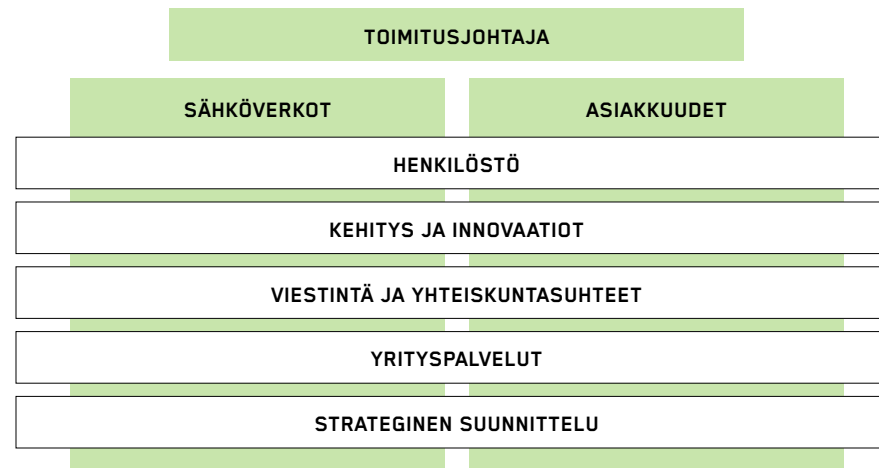 TOIMITUSJOHTAJA
SÄHKÖVERKOT
ASIAKKUUDET
HENKILÖSTÖ
KEHITYS JA INNOVAATIOT
VIESTINTÄ JA YHTEISKUNTASUHTEET
YRITYSPALVELUT
STRATEGINEN SUUNNITTELU